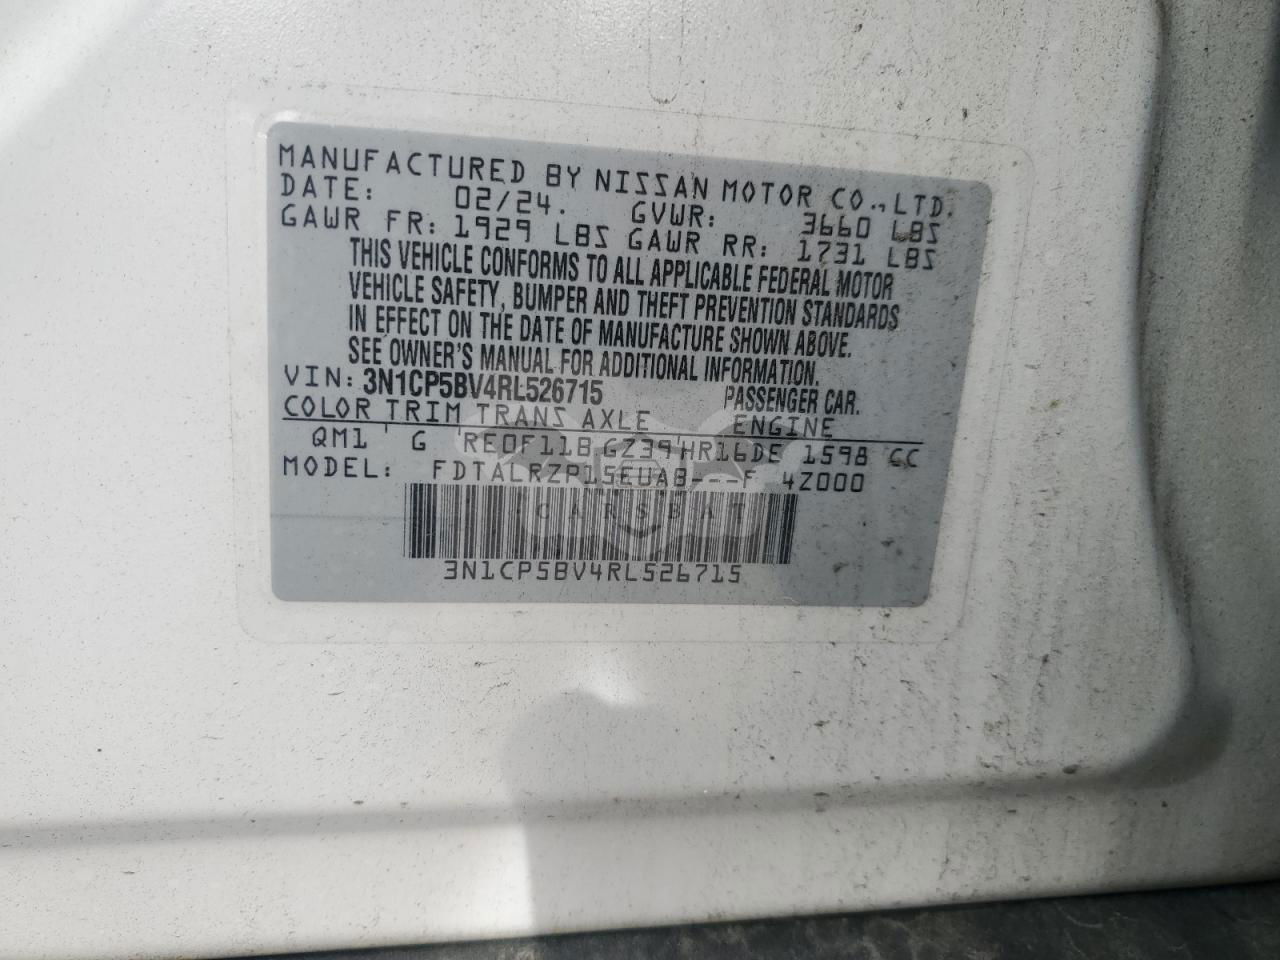 MANUFACTURED BY NISSAN MOTOR CO.,LTD.
DATE: 02/24. GVWR: 3660 LBS
GAWR FR: 1929 LBS GAWR RR: 1731 LBS
THIS VEHICLE CONFORMS TO ALL APPLICABLE FEDERAL MOTOR
VEHICLE SAFETY, BUMPER AND THEFT PREVENTION STANDARDS
IN EFFECT ON THE DATE OF MANUFACTURE SHOWN ABOVE.
SEE OWNER'S MANUAL FOR ADDITIONAL INFORMATION.
VIN: 3N1CP5BV4RL526715 PASSENGER CAR.
COLOR TRIM TRANS AXLE ENGINE
QM1 G RE0F11B GZ39 HR16DE 1598 CC
MODEL: FDTALRZP15EUAB---F 4Z000
CARSBAT
3N1CP5BV4RL526715